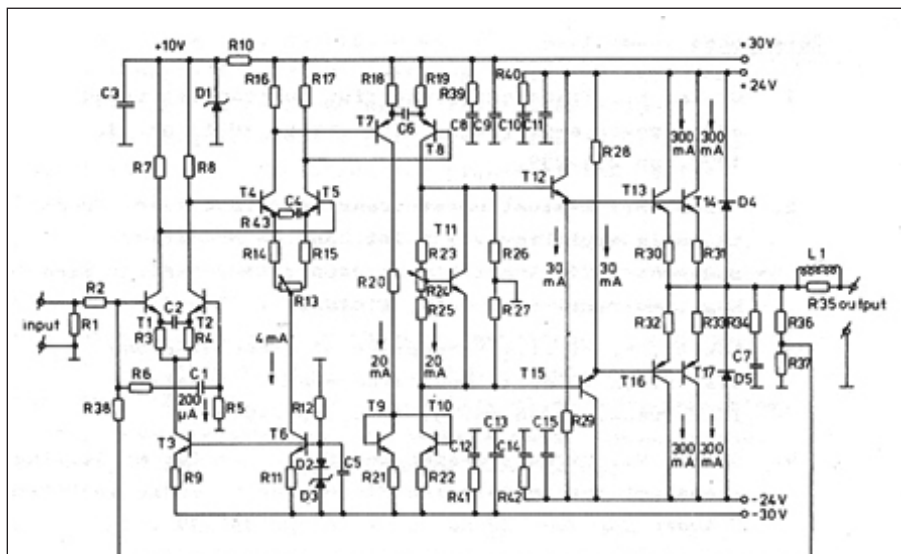 +10V
R10
+30V
+24V
R16
R17
R18
R19
R39
R40
C3
D1
C6
C8
C9
C10
C11
T7
T8
300 mA
300 mA
R28
R7
R8
T12
T13
T14
D4
T4
T5
C4
R43
T11
R14
R15
R23
R26
30 mA
30 mA
R30
R31
L1
R2
R13
R20
R24
R25
R27
R35 output
input
R1
T1
C2
T2
R3
R4
4mA
R32
R33
R34
R36
20 mA
20 mA
T15
T16
T17
C7
D5
R37
R6
C1
200 µA
R5
R38
R12
T9
T10
R29
T3
T6
D2
D3
C5
C12
C13
C14
C15
300 mA
300 mA
R9
R11
R21
R22
R41
R42
-24V
-30V